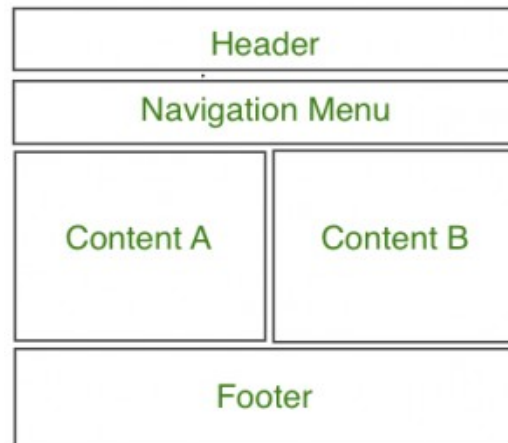 Header
Navigation Menu
Content A
Content B
Footer